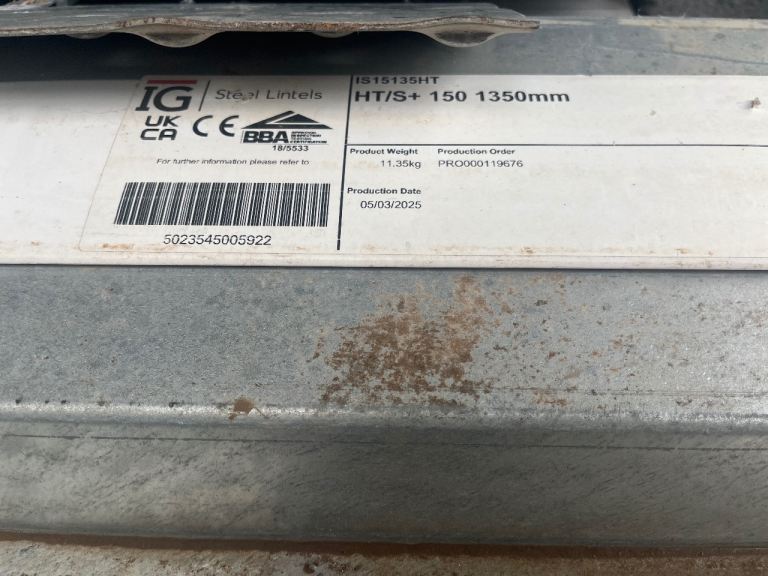 IG Steel Lintels
UK
CA CE BBA
18/5533
For further information please refer to
5023545005922
IS15135HT
HT/S+ 150 1350mm
Product Weight Production Order
11.35kg PRO000119676
Production Date
05/03/2025